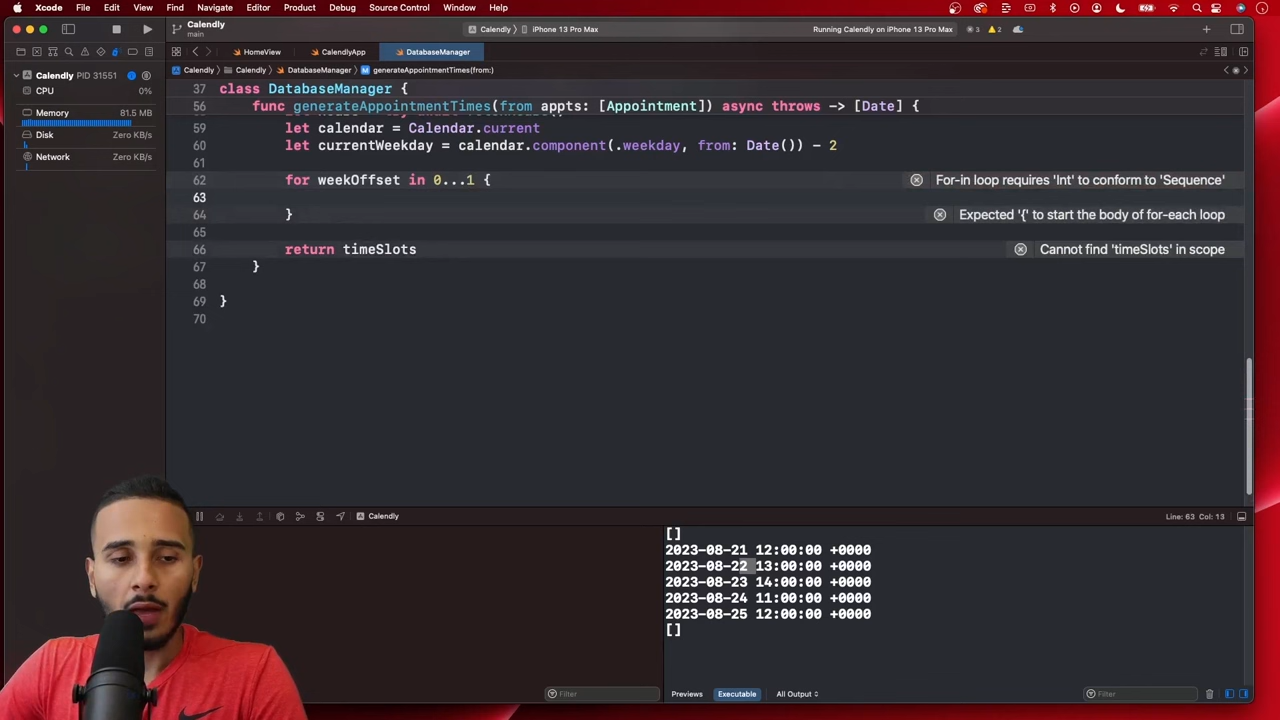 Xcode File Edit View Find Navigate Editor Product Debug Source Control Window Help
Calendly
main
Calendly iPhone 13 Pro Max
Running Calendly on iPhone 13 Pro Max 3 2
HomeView CalendlyApp DatabaseManager
Calendly Calendly DatabaseManager M generateAppointmentTimes(from:)
Calendly PID 31551
CPU 0%
Memory 81.5 MB
Disk Zero KB/s
Network Zero KB/s
37 class DatabaseManager {
56 func generateAppointmentTimes(from appts: [Appointment]) async throws -> [Date] {
59 let calendar = Calendar.current
60 let currentWeekday = calendar.component(.weekday, from: Date()) - 2
61
62 for weekOffset in 0...1 { For-in loop requires 'Int' to conform to 'Sequence'
63
64 } Expected '{' to start the body of for-each loop
65
66 return timeSlots Cannot find 'timeSlots' in scope
67 }
68
69 }
70
Calendly Line: 63 Col: 13
[]
2023-08-21 12:00:00 +0000
2023-08-22 13:00:00 +0000
2023-08-23 14:00:00 +0000
2023-08-24 11:00:00 +0000
2023-08-25 12:00:00 +0000
[]
Filter Previews Executable All Output Filter